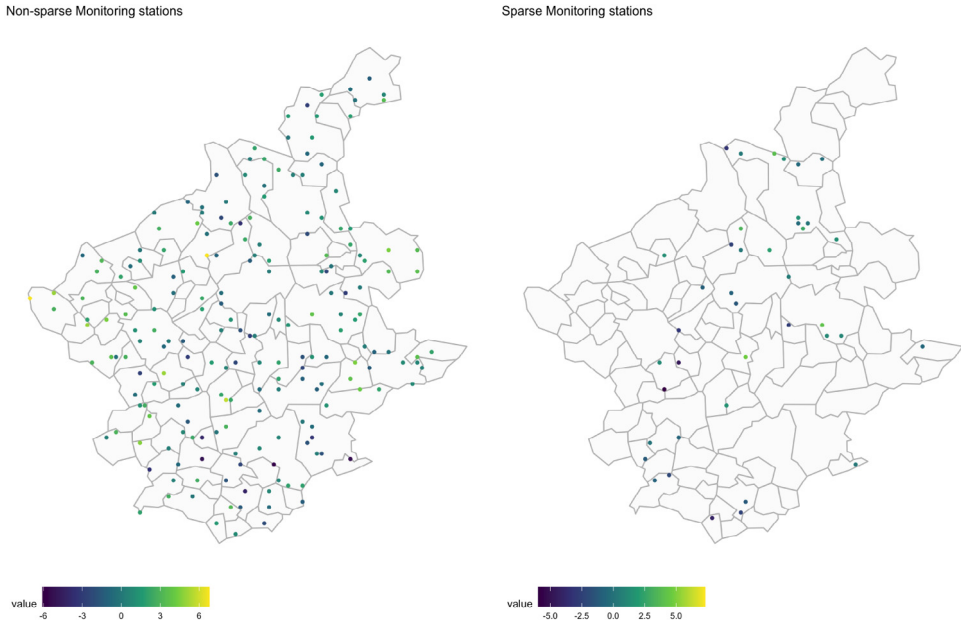 Non-sparse Monitoring stations
Sparse Monitoring stations
value
-6 -3 0 3 6
value
-5.0 -2.5 0.0 2.5 5.0